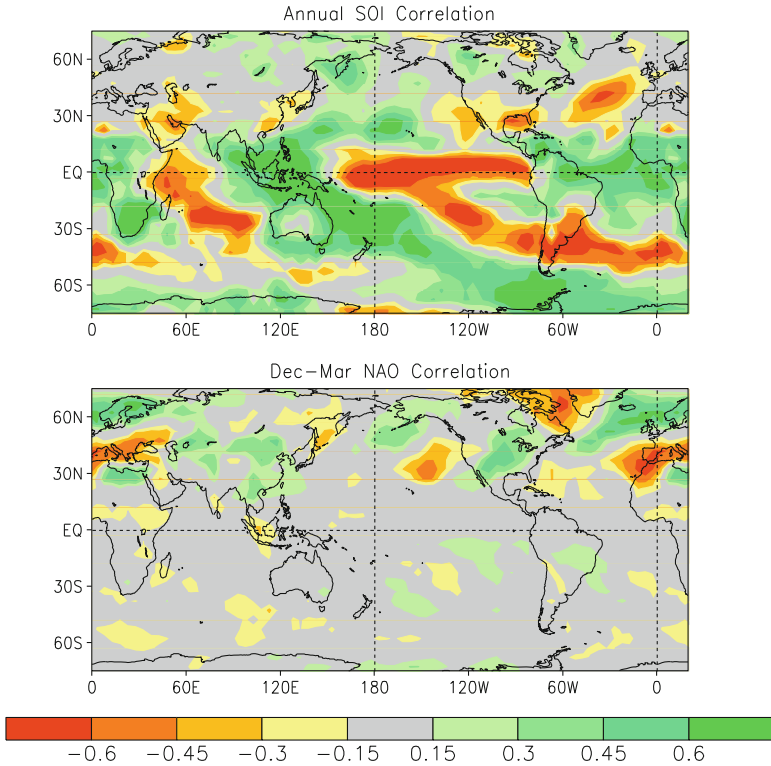 Annual SOI Correlation
60N
30N
EQ
30S
60S
0 60E 120E 180 120W 60W 0
Dec-Mar NAO Correlation
60N
30N
EQ
30S
60S
0 60E 120E 180 120W 60W 0
-0.6 -0.45 -0.3 -0.15 0.15 0.3 0.45 0.6